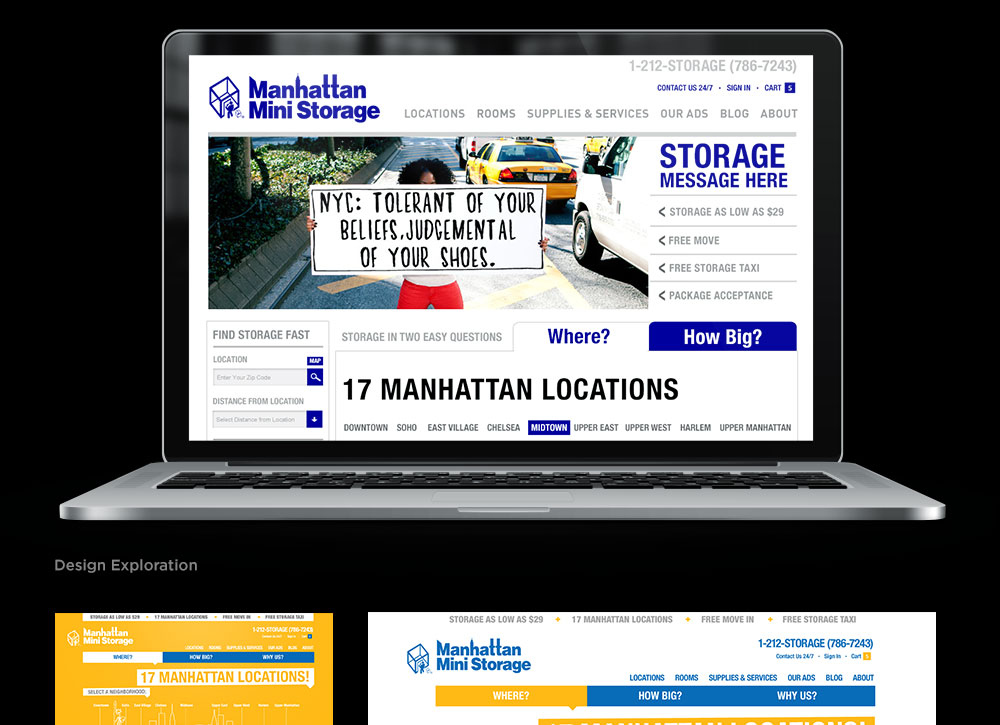 1-212-STORAGE (786-7243)
CONTACT US 24/7 • SIGN IN • CART 5
Manhattan
Mini Storage
LOCATIONS ROOMS SUPPLIES & SERVICES OUR ADS BLOG ABOUT
NYC: TOLERANT OF YOUR
BELIEFS, JUDGEMENTAL
OF YOUR SHOES.
STORAGE
MESSAGE HERE
< STORAGE AS LOW AS $29
< FREE MOVE
< FREE STORAGE TAXI
< PACKAGE ACCEPTANCE
FIND STORAGE FAST
LOCATION MAP
Enter Your Zip Code
DISTANCE FROM LOCATION
Select Distance from Location
STORAGE IN TWO EASY QUESTIONS Where? How Big?
17 MANHATTAN LOCATIONS
DOWNTOWN SOHO EAST VILLAGE CHELSEA MIDTOWN UPPER EAST UPPER WEST HARLEM UPPER MANHATTAN
Design Exploration
STORAGE AS LOW AS $29 • 17 MANHATTAN LOCATIONS • FREE MOVE IN • FREE STORAGE TAXI
Manhattan
Mini Storage
1-212-STORAGE (786-7243)
LOCATIONS ROOMS SUPPLIES & SERVICES OUR ADS BLOG ABOUT
WHERE? HOW BIG? WHY US?
17 MANHATTAN LOCATIONS!
SELECT A NEIGHBORHOOD:
STORAGE AS LOW AS $29 • 17 MANHATTAN LOCATIONS • FREE MOVE IN • FREE STORAGE TAXI
Manhattan
Mini Storage
1-212-STORAGE (786-7243)
Contact Us 24/7 • Sign In • Cart 1
LOCATIONS ROOMS SUPPLIES & SERVICES OUR ADS BLOG ABOUT
WHERE? HOW BIG? WHY US?
17 MANHATTAN LOCATIONS!